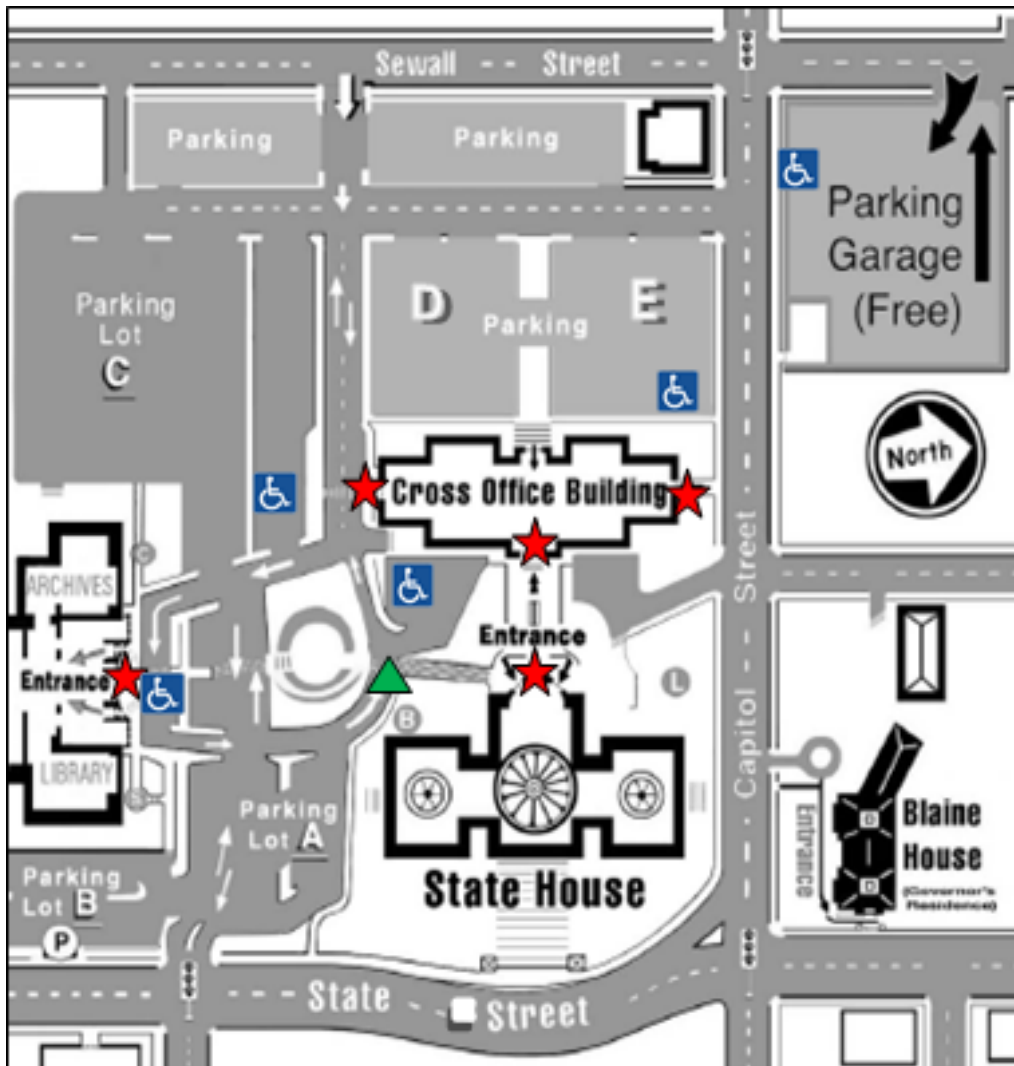 Sewall Street
Parking
Parking
Parking
Garage
(Free)
Parking
Lot
C
D
E
Parking
North
Cross Office Building
ARCHIVES
C
Entrance
Entrance
LIBRARY
S
B
L
Capitol Street
Parking
Lot A
D
State House
Entrance
Blaine
House
(Governor's
Residence)
D
D
Parking
Lot B
P
State Street